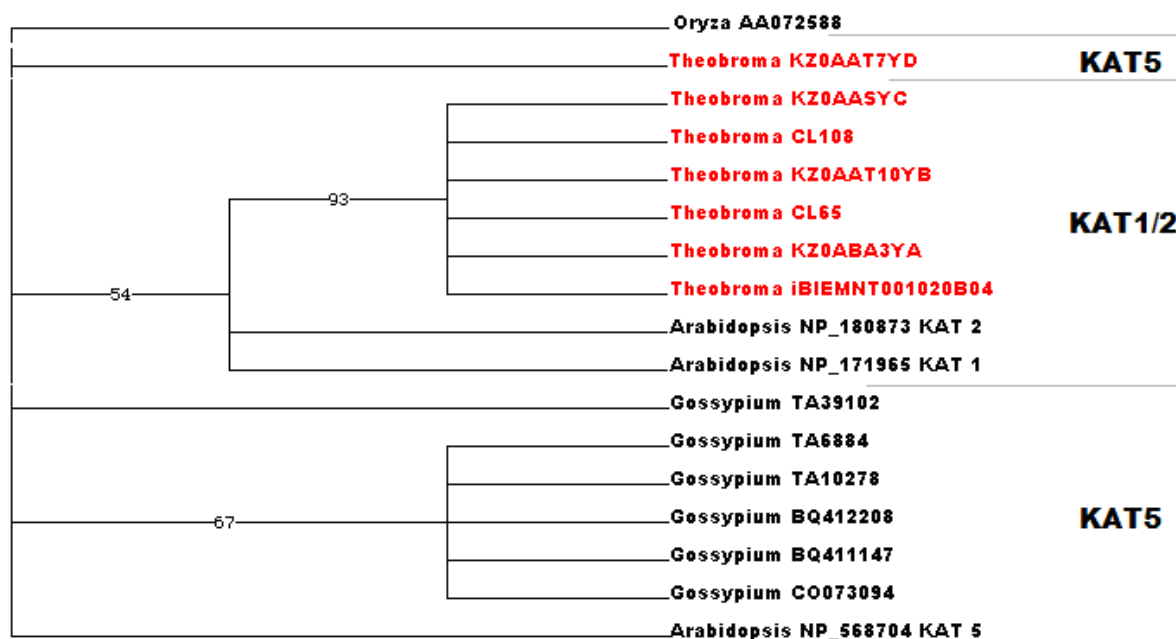 Oryza AA072588
Theobroma KZ0AAT7YD
KAT5
Theobroma KZ0AASYC
Theobroma CL108
93
Theobroma KZ0AAT10YB
Theobroma CL65
KAT1/2
Theobroma KZ0ABA3YA
54
Theobroma iBIEMNT001020B04
Arabidopsis NP_180873 KAT 2
Arabidopsis NP_171965 KAT 1
Gossypium TA39102
Gossypium TA6884
Gossypium TA10278
67
Gossypium BQ412208
KAT5
Gossypium BQ411147
Gossypium CO073094
Arabidopsis NP_568704 KAT 5